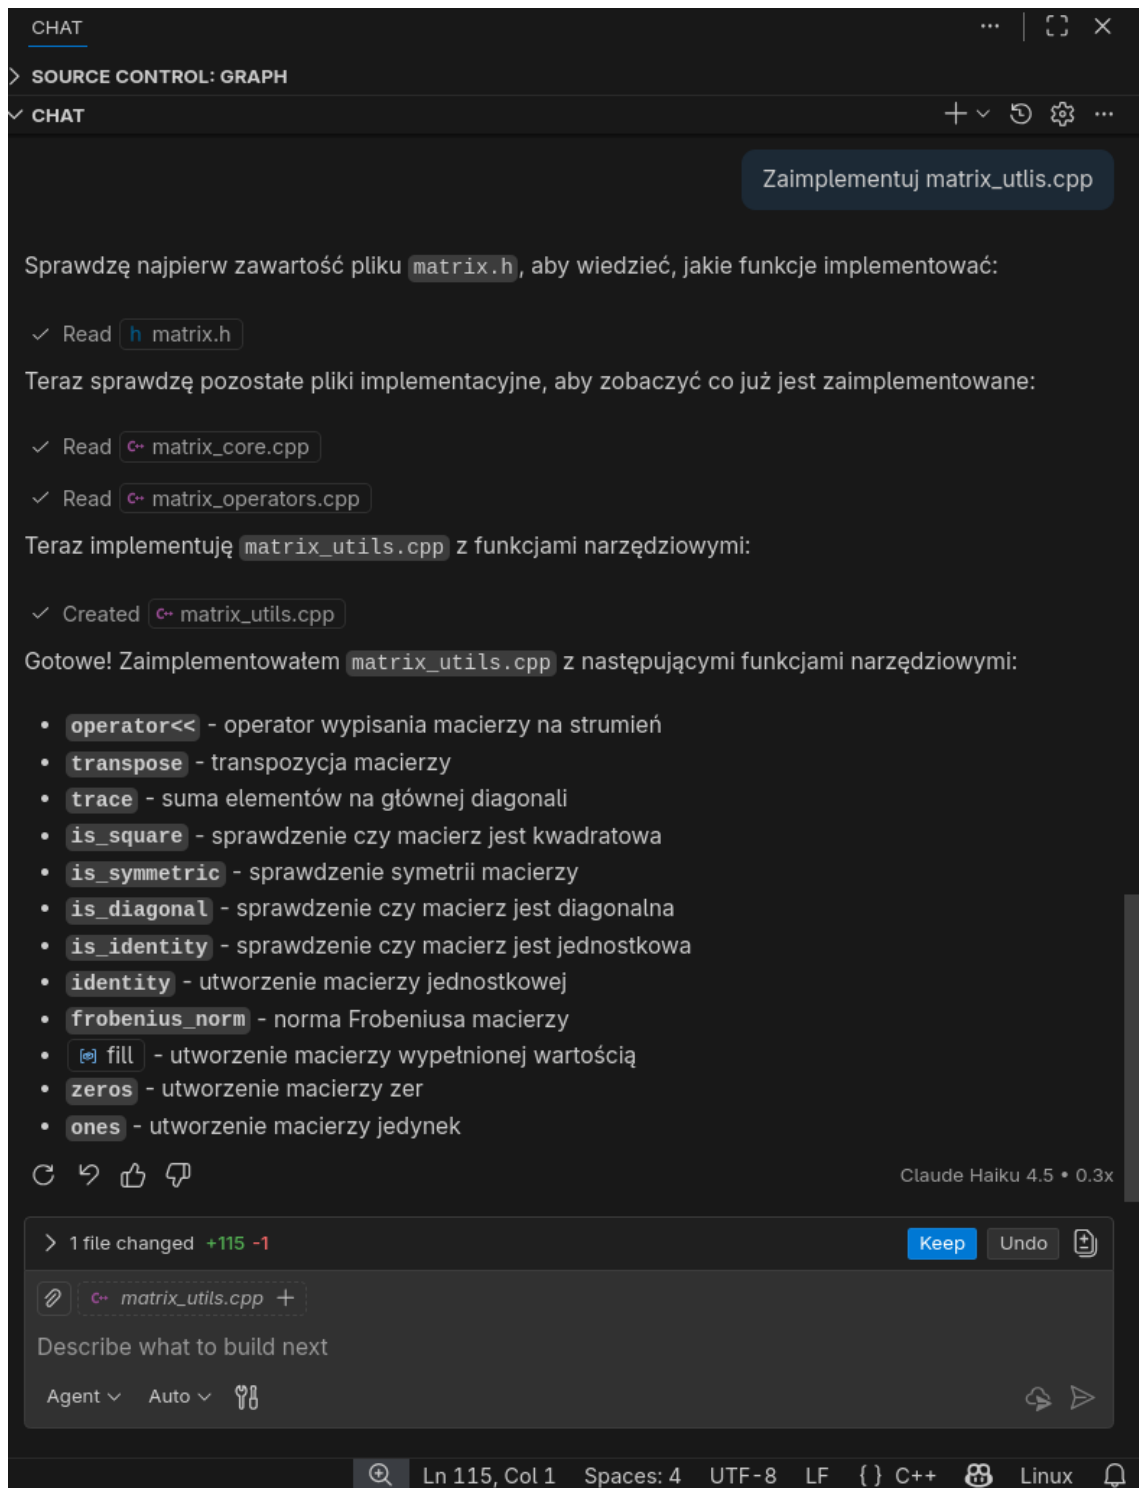 CHAT
SOURCE CONTROL: GRAPH
CHAT
Zaimplementuj matrix_utlis.cpp
Sprawdzę najpierw zawartość pliku matrix.h, aby wiedzieć, jakie funkcje implementować:
Read h matrix.h
Teraz sprawdzę pozostałe pliki implementacyjne, aby zobaczyć co już jest zaimplementowane:
Read C++ matrix_core.cpp
Read C++ matrix_operators.cpp
Teraz implementuję matrix_utils.cpp z funkcjami narzędziowymi:
Created C++ matrix_utils.cpp
Gotowe! Zaimplementowałem matrix_utils.cpp z następującymi funkcjami narzędziowymi:
• operator<< - operator wypisania macierzy na strumień
• transpose - transpozycja macierzy
• trace - suma elementów na głównej diagonali
• is_square - sprawdzenie czy macierz jest kwadratowa
• is_symmetric - sprawdzenie symetrii macierzy
• is_diagonal - sprawdzenie czy macierz jest diagonalna
• is_identity - sprawdzenie czy macierz jest jednostkowa
• identity - utworzenie macierzy jednostkowej
• frobenius_norm - norma Frobeniusa macierzy
• fill - utworzenie macierzy wypełnionej wartością
• zeros - utworzenie macierzy zer
• ones - utworzenie macierzy jedynek
Claude Haiku 4.5 • 0.3x
1 file changed +115 -1 Keep Undo
C++ matrix_utils.cpp +
Describe what to build next
Agent Auto
Ln 115, Col 1 Spaces: 4 UTF-8 LF { } C++ Linux